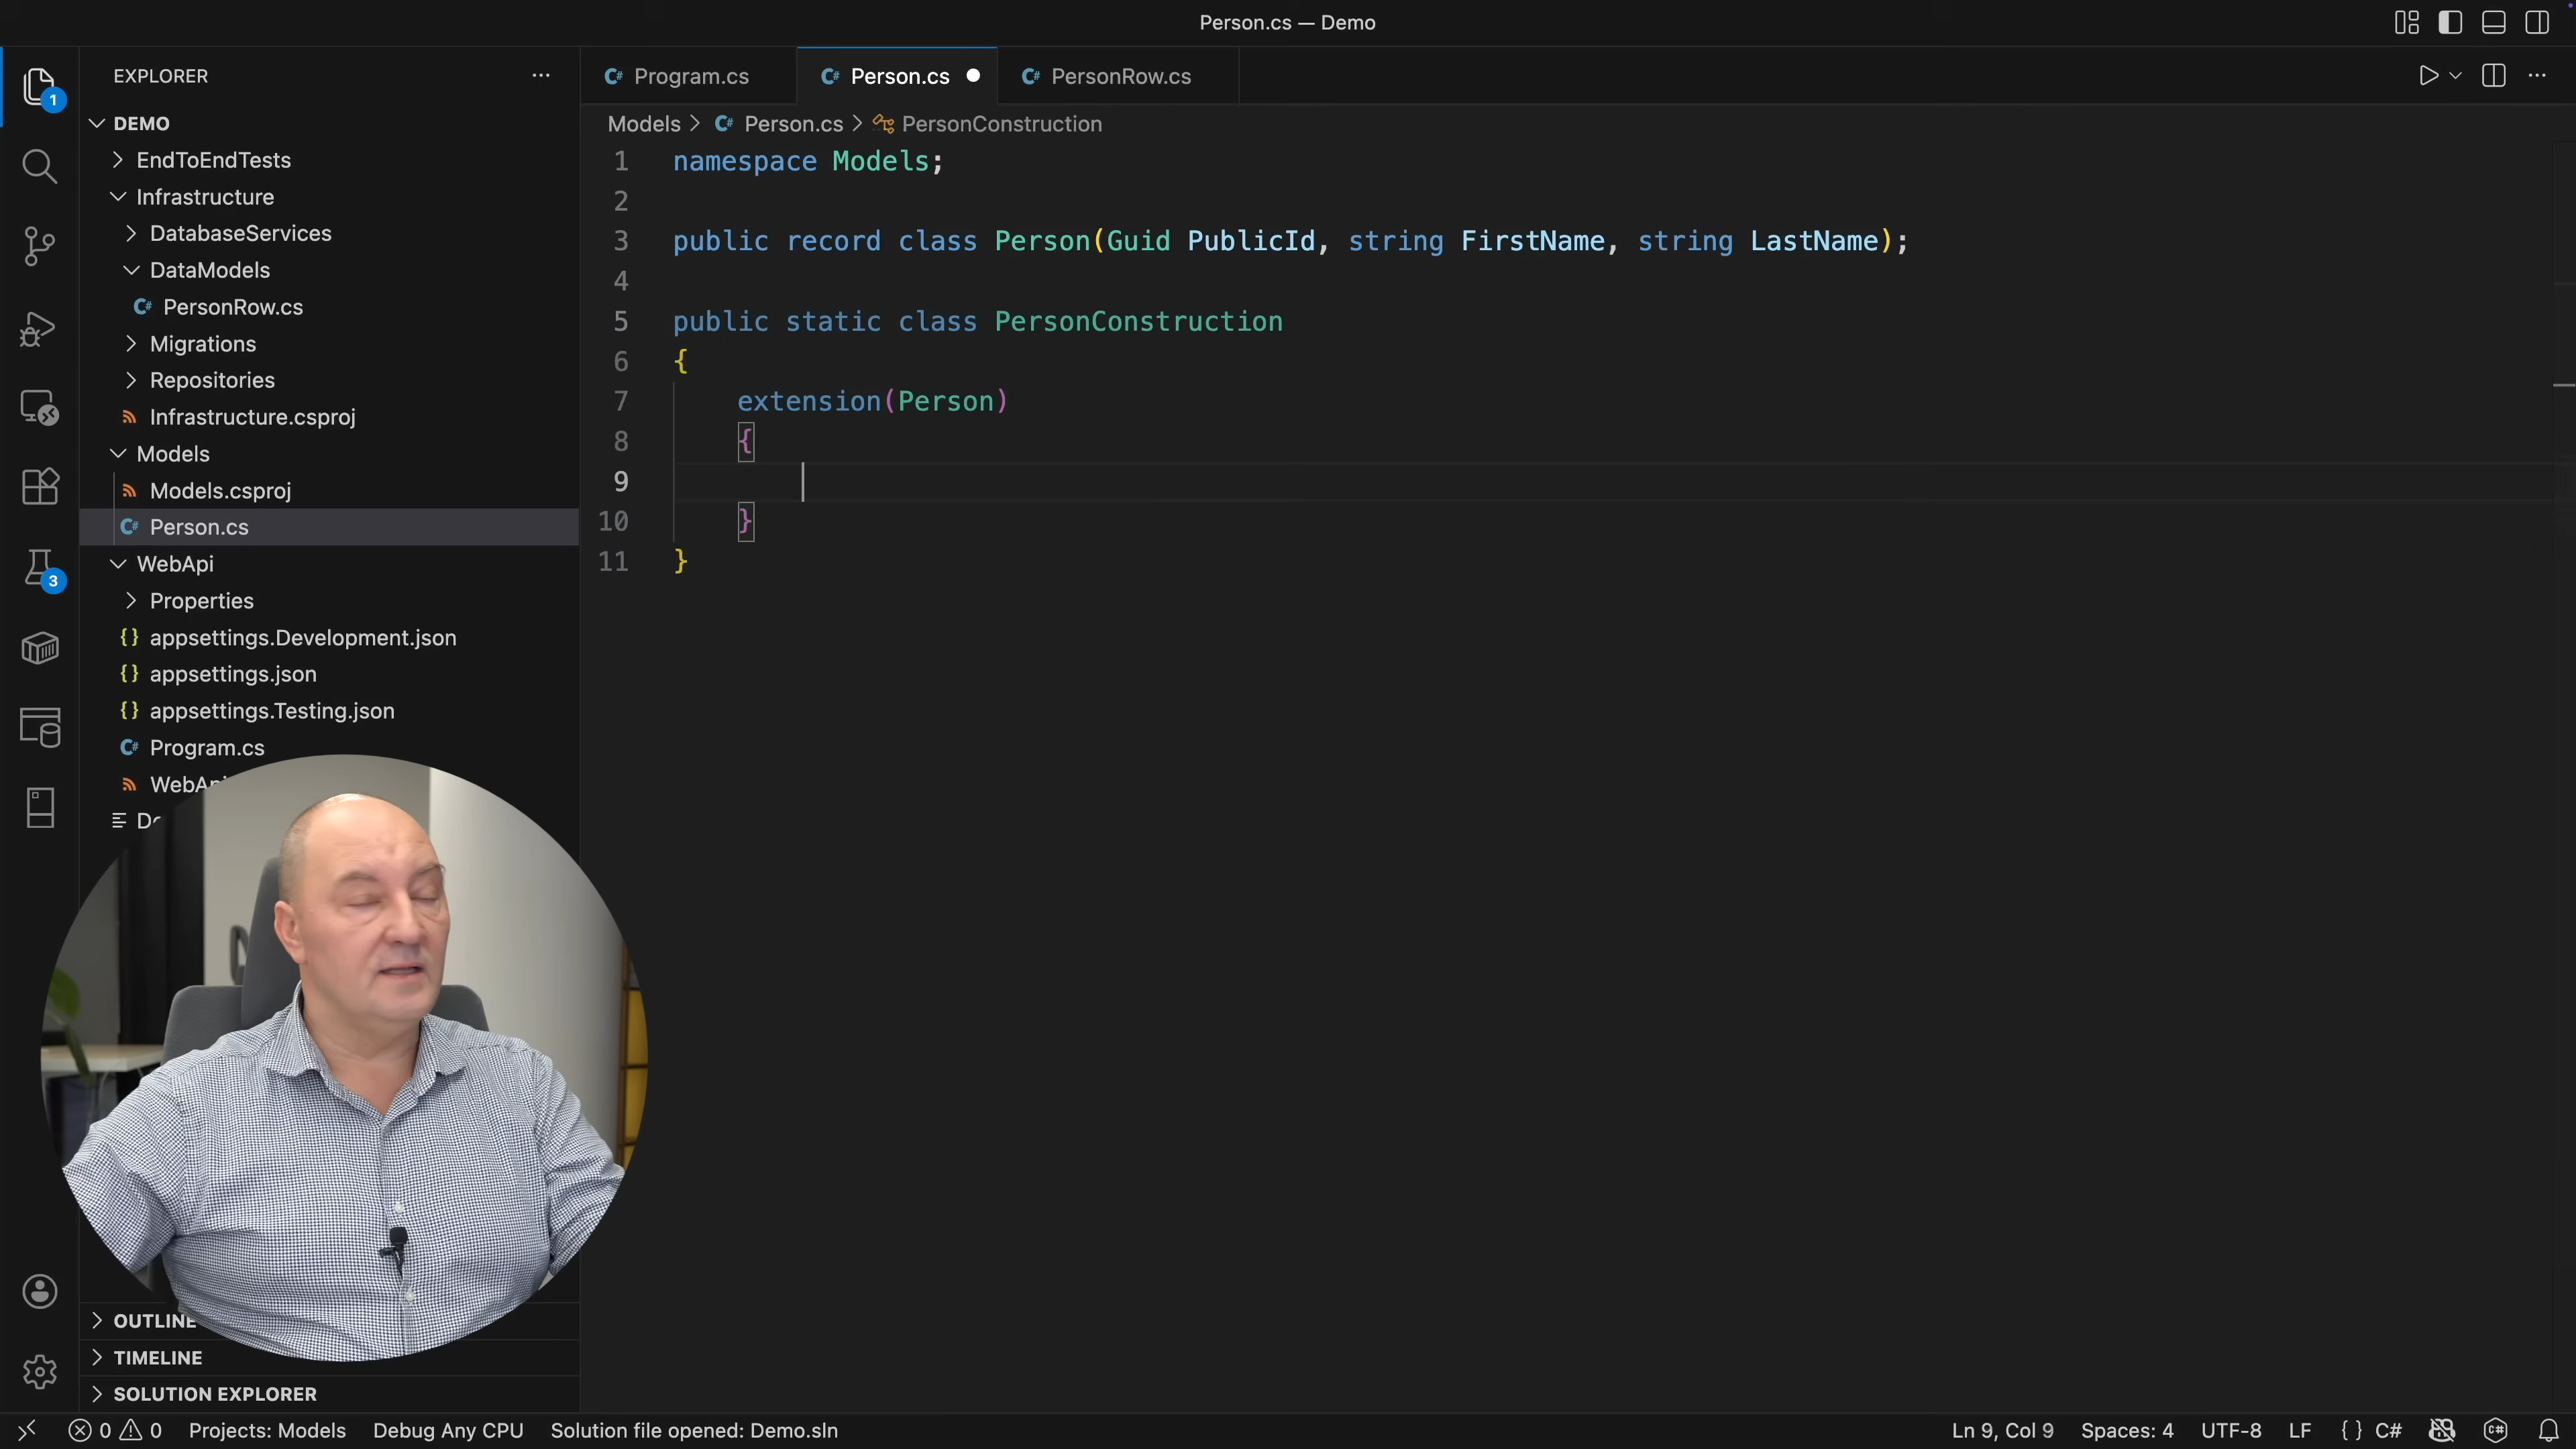 Person.cs — Demo
EXPLORER
Program.cs
Person.cs
PersonRow.cs
1
DEMO
Models > Person.cs > PersonConstruction
EndToEndTests
Infrastructure
DatabaseServices
DataModels
PersonRow.cs
Migrations
Repositories
Infrastructure.csproj
Models
Models.csproj
Person.cs
WebApi
3
Properties
appsettings.Development.json
appsettings.json
appsettings.Testing.json
Program.cs
OUTLINE
TIMELINE
SOLUTION EXPLORER
1 namespace Models;
2
3 public record class Person(Guid PublicId, string FirstName, string LastName);
4
5 public static class PersonConstruction
6 {
7 extension(Person)
8 {
9
10 }
11 }
0 0 Projects: Models Debug Any CPU Solution file opened: Demo.sln Ln 9, Col 9 Spaces: 4 UTF-8 LF { } C#